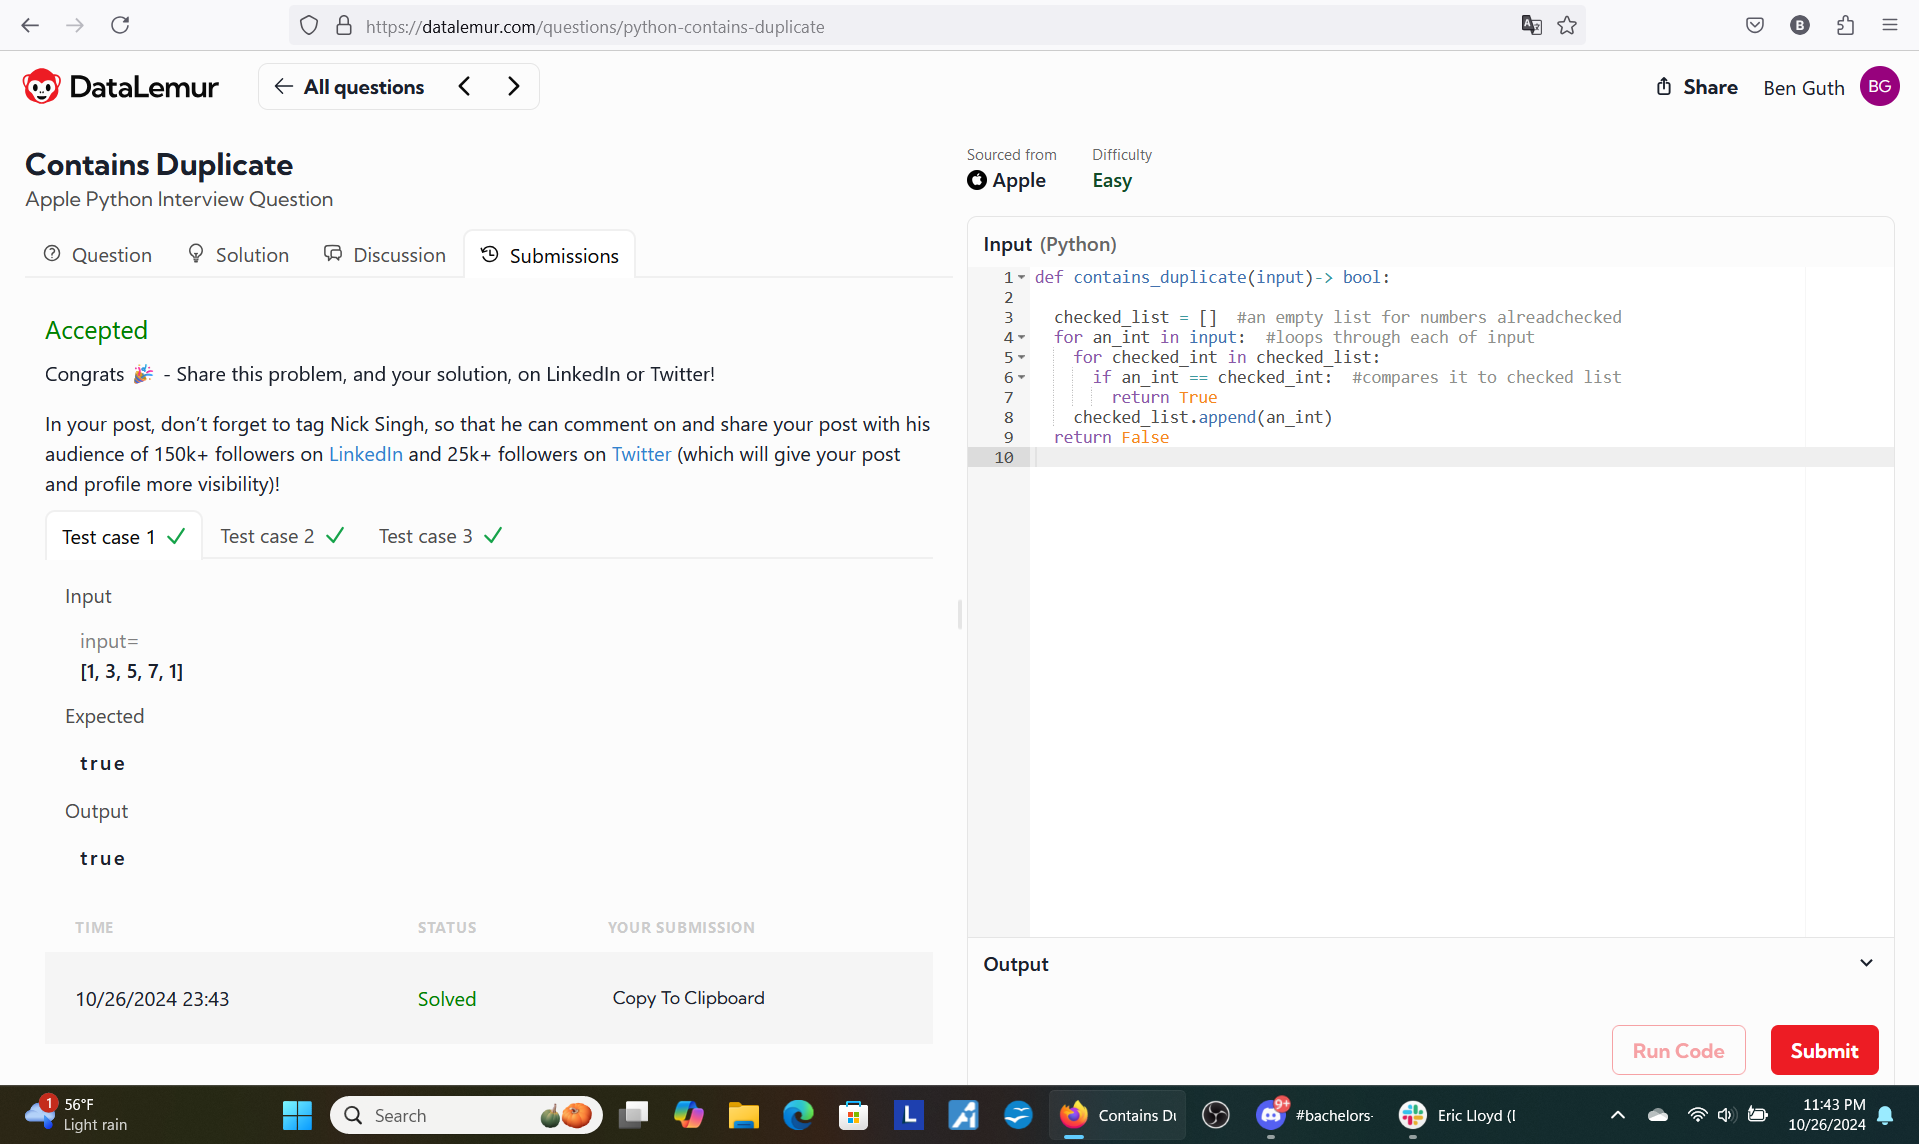 https://datalemur.com/questions/python-contains-duplicate
B
DataLemur
All questions
Share
Ben Guth
BG
Contains Duplicate
Apple Python Interview Question
Question
Solution
Discussion
Submissions
Accepted
Congrats 🎉 - Share this problem, and your solution, on LinkedIn or Twitter!
In your post, don't forget to tag Nick Singh, so that he can comment on and share your post with his
audience of 150k+ followers on LinkedIn and 25k+ followers on Twitter (which will give your post
and profile more visibility)!
Test case 1
Test case 2
Test case 3
Input
input=
[1, 3, 5, 7, 1]
Expected
true
Output
true
TIME STATUS YOUR SUBMISSION
10/26/2024 23:43 Solved Copy To Clipboard
Sourced from
Apple
Difficulty
Easy
Input (Python)
1 def contains_duplicate(input)-> bool:
2
3 checked_list = [] #an empty list for numbers alreadchecked
4 for an_int in input: #loops through each of input
5 for checked_int in checked_list:
6 if an_int == checked_int: #compares it to checked list
7 return True
8 checked_list.append(an_int)
9 return False
10
Output
Run Code
Submit
1
56°F
Light rain
Search
L
Contains Du
9+
#bachelors-
Eric Lloyd (I
11:43 PM
10/26/2024